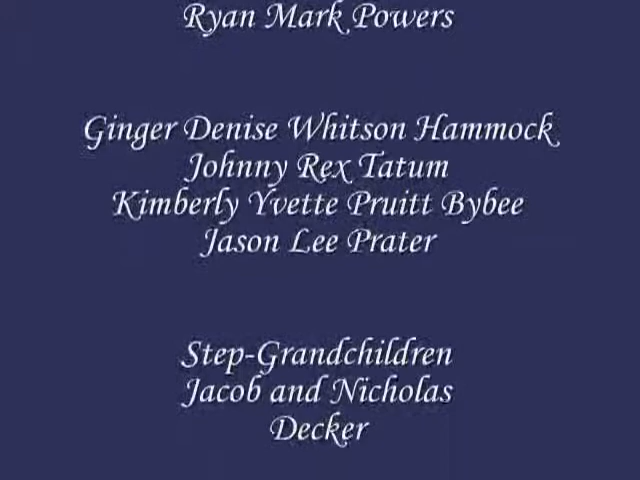 Ryan Mark Powers
Ginger Denise Whitson Hammock
Johnny Rex Tatum
Kimberly Yvette Pruitt Bybee
Jason Lee Prater
Step-Grandchildren
Jacob and Nicholas
Decker